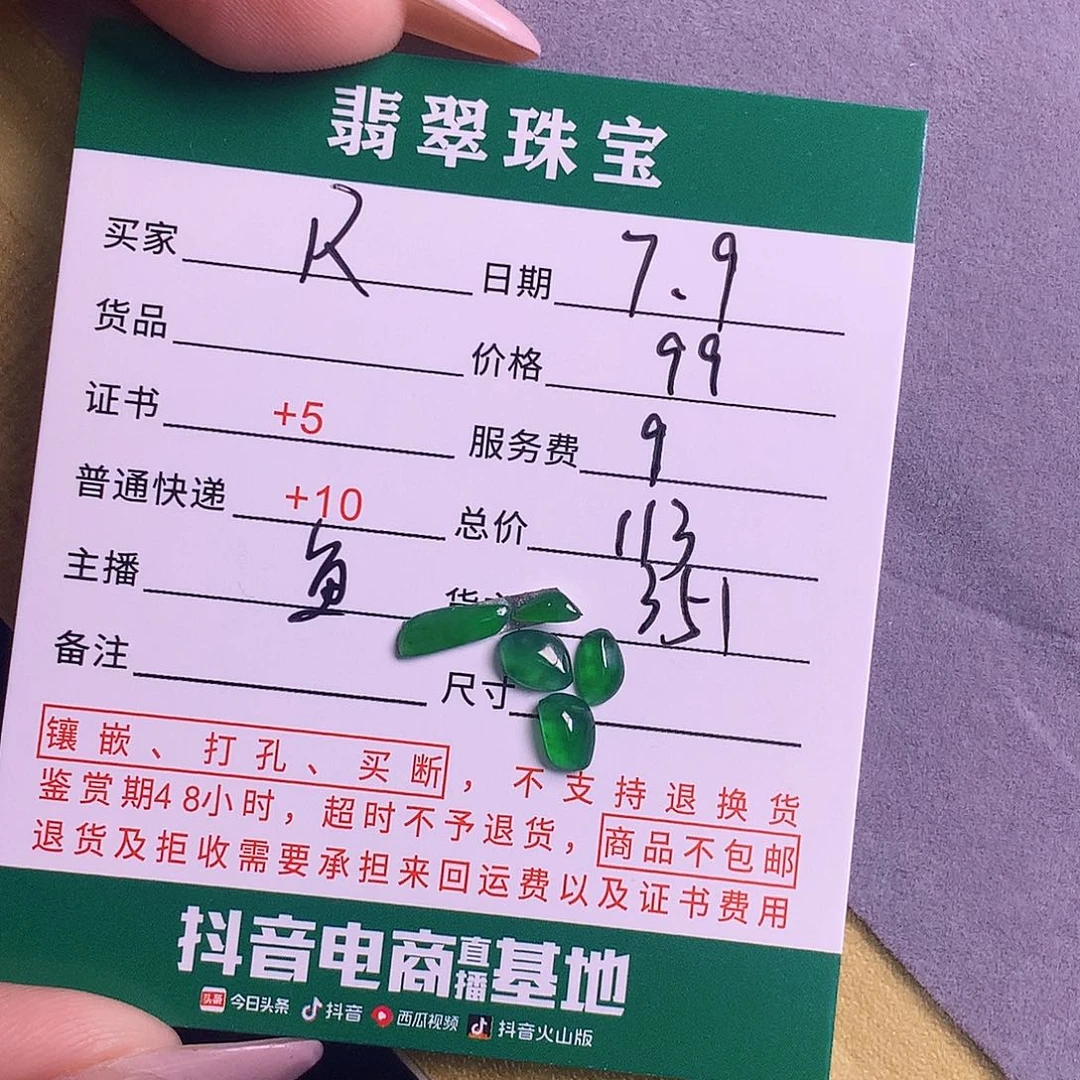 翡翠珠宝
买家 R 日期 7.9
货品 价格 99
证书 +5 服务费 9
普通快递 +10 总价 113
主播 鱼 351
备注 尺寸
镶嵌、打孔、买断，不支持退换货
鉴赏期48小时，超时不予退货，商品不包邮
退货及拒收需要承担来回运费以及证书费用
抖音电商直播基地
头条 今日头条 抖音 西瓜视频 抖音火山版